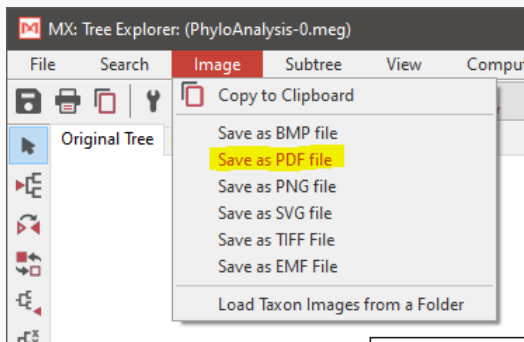 MX: Tree Explorer: (PhyloAnalysis-0.meg)
File Search Image Subtree View
Copy to Clipboard
Original Tree
Save as BMP file
Save as PDF file
Save as PNG file
Save as SVG file
Save as TIFF File
Save as EMF File
Load Taxon Images from a Folder